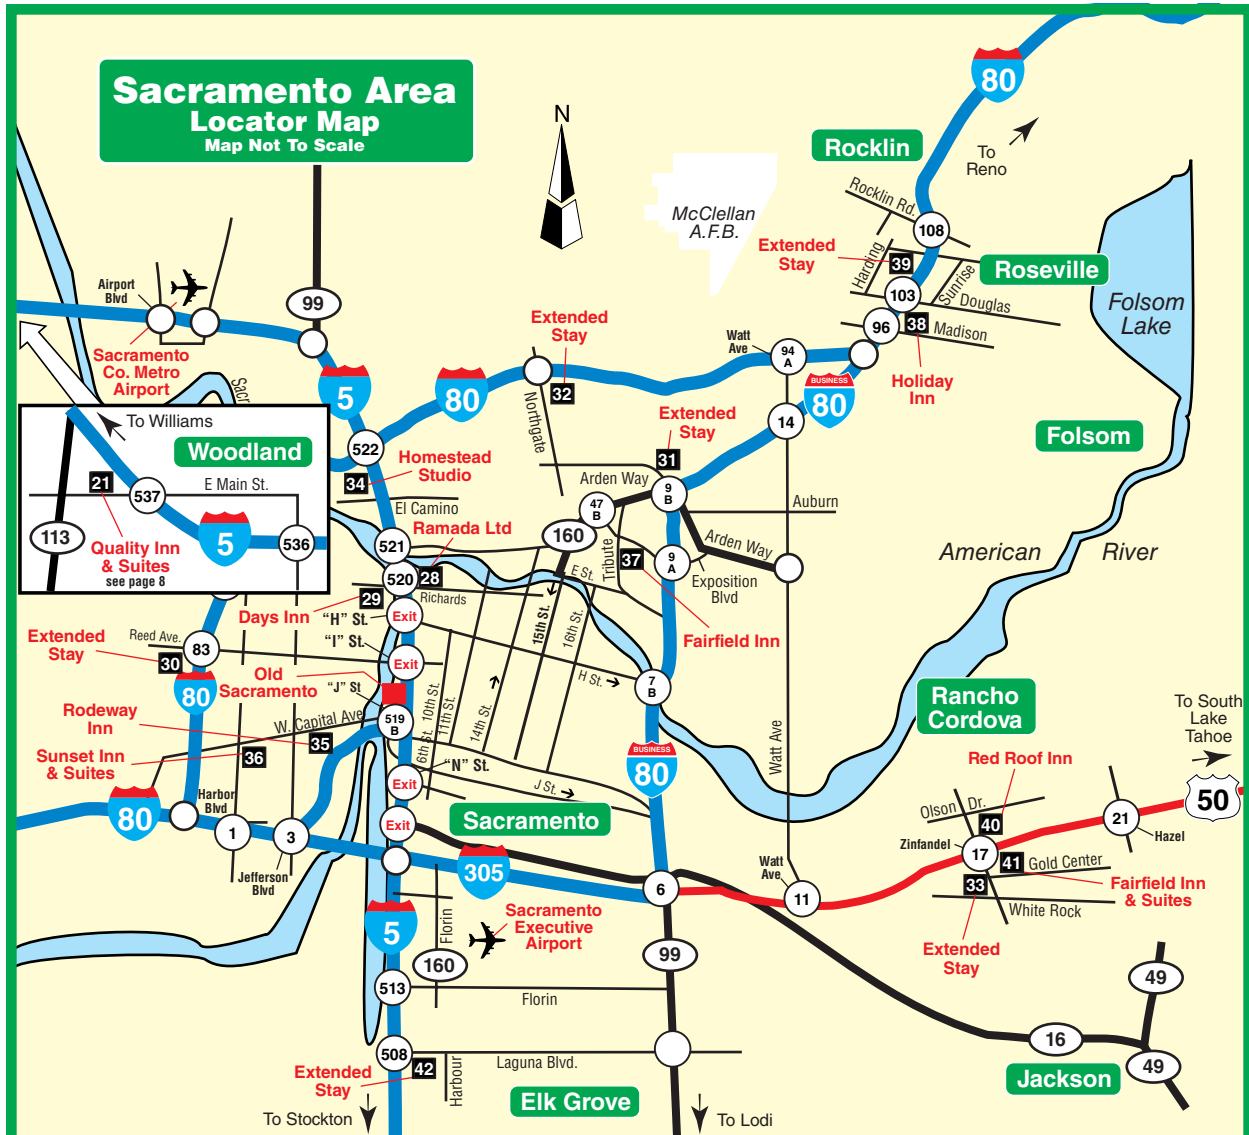 Sacramento Area
Locator Map
Map Not To Scale
N
80
To
Reno
Rocklin
Rocklin Rd.
McClellan
A.F.B.
108
Extended
Stay
39
Harding
Sunrise
Roseville
103
Douglas
Folsom
Lake
99
Airport
Blvd
Sacramento
Co. Metro
Airport
96
38
Madison
Holiday
Inn
Extended
Stay
32
Watt
Ave
94
A
BUSINESS
80
5
80
Northgate
Extended
Stay
31
14
Folsom
To Williams
Woodland
21
E Main St.
537
5
536
113
Quality Inn
& Suites
see page 8
522
34
Homestead
Studio
El Camino
Arden Way
9
B
47
B
Auburn
Ramada Ltd
521
160
Tribute
37
9
A
Arden Way
Exposition
Blvd
American
River
520
28
29
Richards
Days Inn
"H" St.
Exit
E St.
15th St.
16th St.
Fairfield Inn
Extended
Stay
30
Reed Ave.
83
80
"I" St.
Exit
Old
Sacramento
"J" St
H St.
7
B
Rancho
Cordova
To South
Lake
Tahoe
Rodeway
Inn
W. Capital Ave
519
B
35
6th St.
10th St.
11th St.
14th St.
Watt Ave
Sunset Inn
& Suites
36
"N" St.
Exit
J St.
BUSINESS
80
Red Roof Inn
50
80
Harbor
Blvd
1
3
Jefferson
Blvd
Exit
Sacramento
Olson Dr.
40
Zinfandel
17
21
Hazel
305
6
Watt
Ave
11
41
Gold Center
33
Fairfield Inn
& Suites
White Rock
Extended
Stay
5
Florin
160
Sacramento
Executive
Airport
99
513
Florin
49
16
49
508
42
Extended
Stay
Harbour
Laguna Blvd.
Jackson
Elk Grove
To Stockton
To Lodi